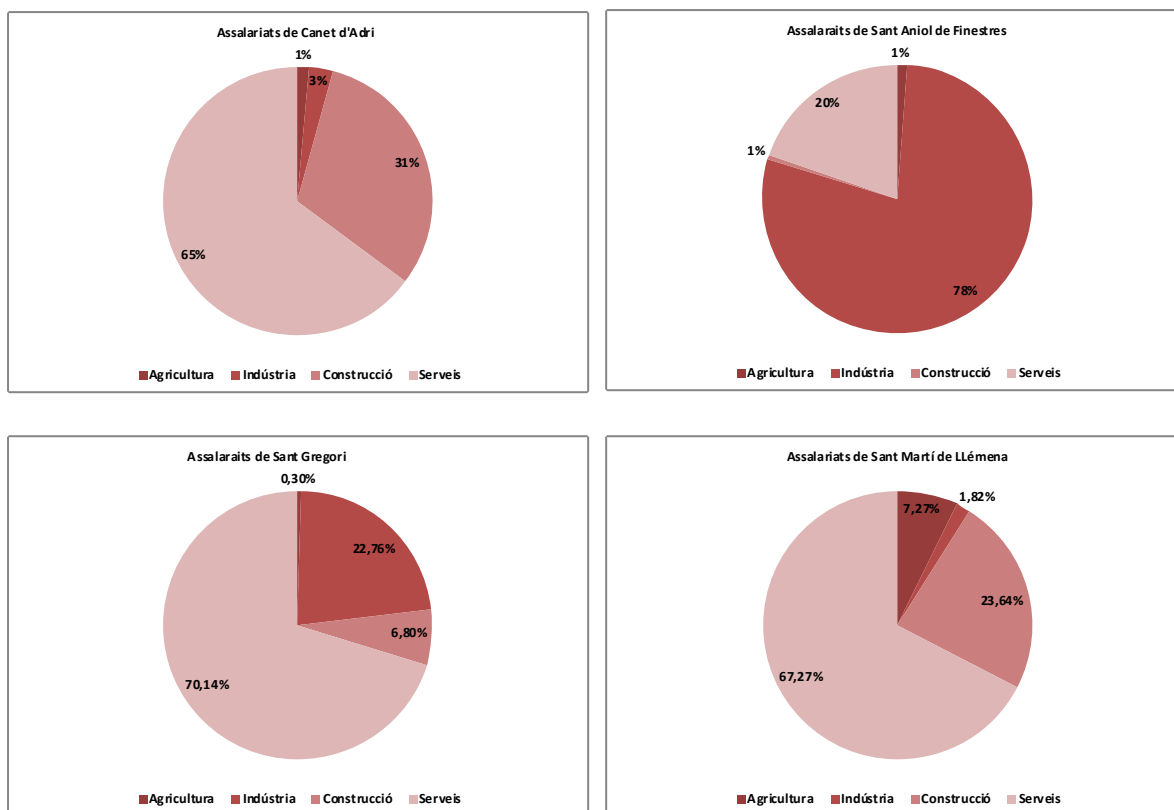 Assalariats de Canet d'Adri
1%
3%
31%
65%
Agricultura Indústria Construcció Serveis
Assalaraits de Sant Aniol de Finestres
1%
20%
1%
78%
Agricultura Indústria Construcció Serveis
Assalaraits de Sant Gregori
0,30%
22,76%
6,80%
70,14%
Agricultura Indústria Construcció Serveis
Assalariats de Sant Martí de LLémena
7,27%
1,82%
23,64%
67,27%
Agricultura Indústria Construcció Serveis